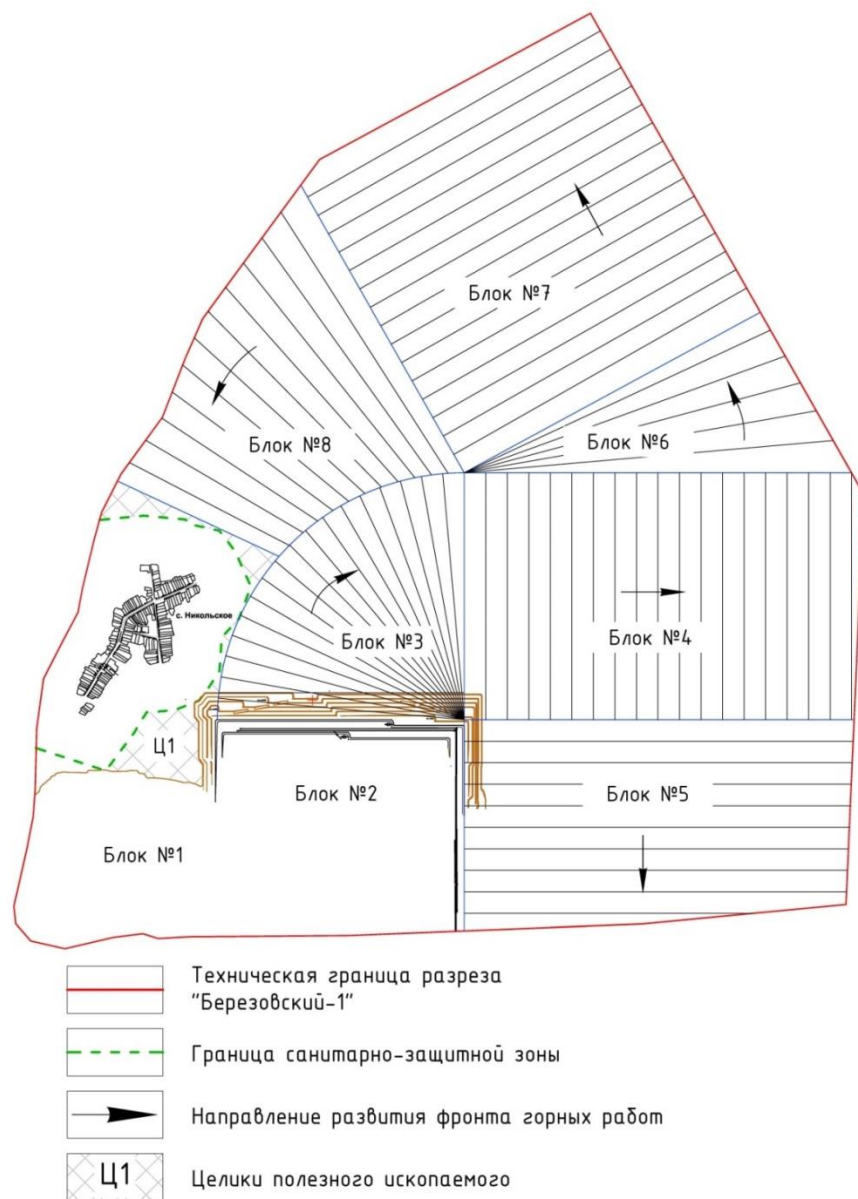 Блок №7
Блок №6
Блок №8
с. Никольское
Блок №3
Блок №4
Ц1
Блок №2
Блок №5
Блок №1
Техническая граница разреза
"Березовский-1"
Граница санитарно-защитной зоны
Направление развития фронта горных работ
Ц1
Целики полезного ископаемого